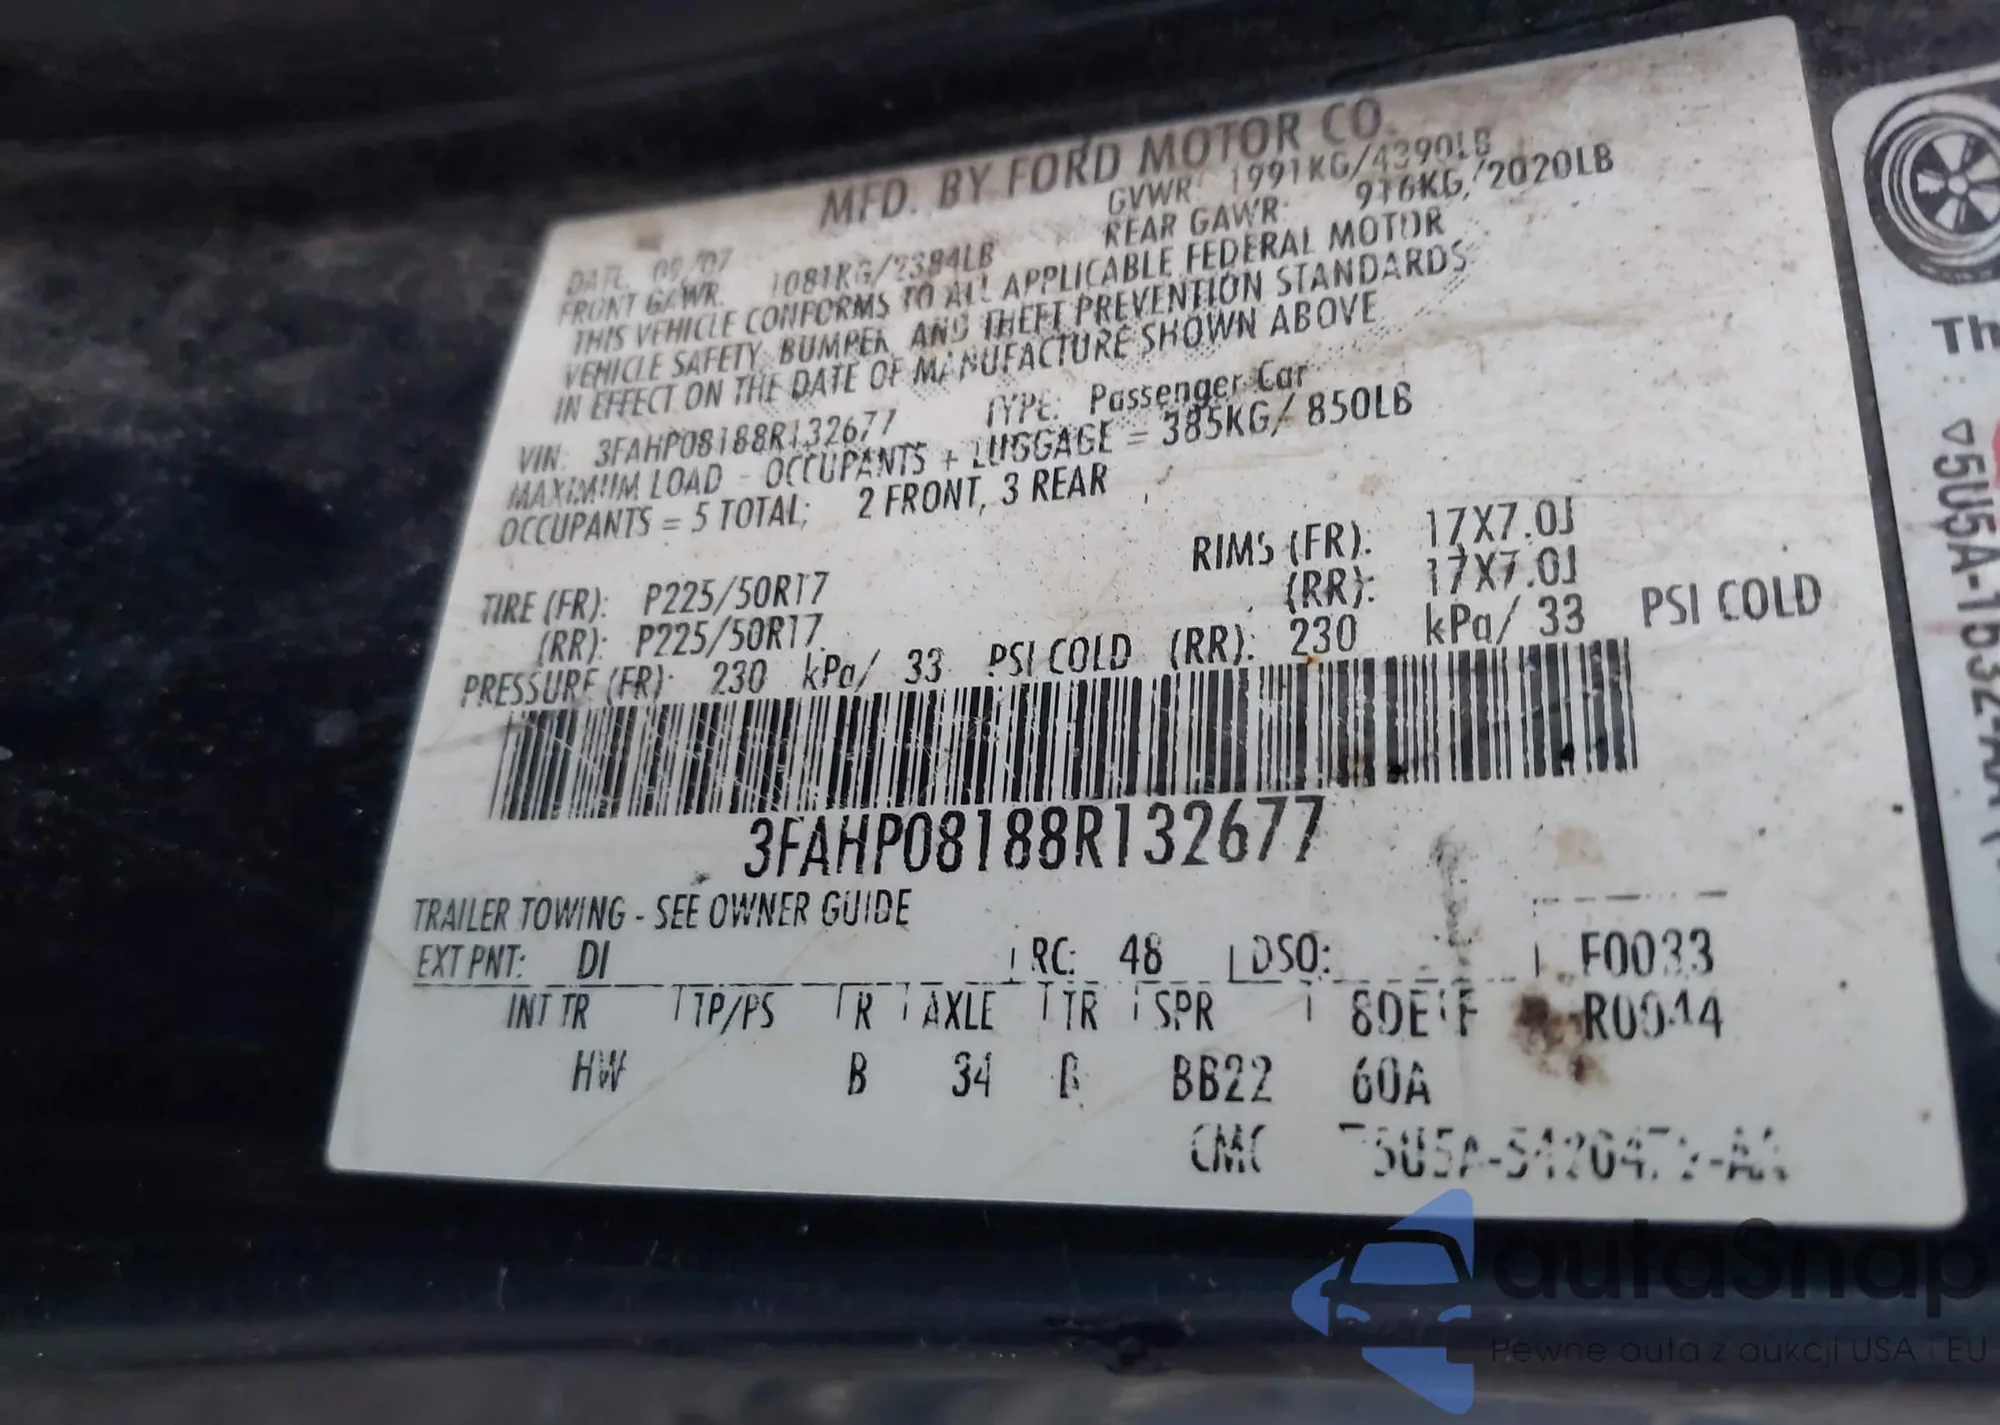 MFD. BY FORD MOTOR CO.
DATE: 09/07 GVWR: 1991KG/4390LB
FRONT GAWR: 1081KG/2384LB REAR GAWR: 916KG/2020LB
THIS VEHICLE CONFORMS TO ALL APPLICABLE FEDERAL MOTOR
VEHICLE SAFETY, BUMPER, AND THEFT PREVENTION STANDARDS
IN EFFECT ON THE DATE OF MANUFACTURE SHOWN ABOVE
VIN: 3FAHP08188R132677 TYPE: Passenger Car
MAXIMUM LOAD - OCCUPANTS + LUGGAGE = 385KG/ 850LB
OCCUPANTS = 5 TOTAL; 2 FRONT, 3 REAR
TIRE (FR): P225/50R17 RIMS (FR): 17X7.0J
(RR): P225/50R17 (RR): 17X7.0J
PRESSURE (FR): 230 kPa/ 33 PSI COLD (RR): 230 kPa/ 33 PSI COLD
3FAHP08188R132677
TRAILER TOWING - SEE OWNER GUIDE
EXT PNT: DI RC: 48 DSO: F0033
INT TR TP/PS R AXLE TR SPR R0044
HW B 34 BB22 60A
CMC
Th
autoSnap
Pewne auta z aukcji USA i EU